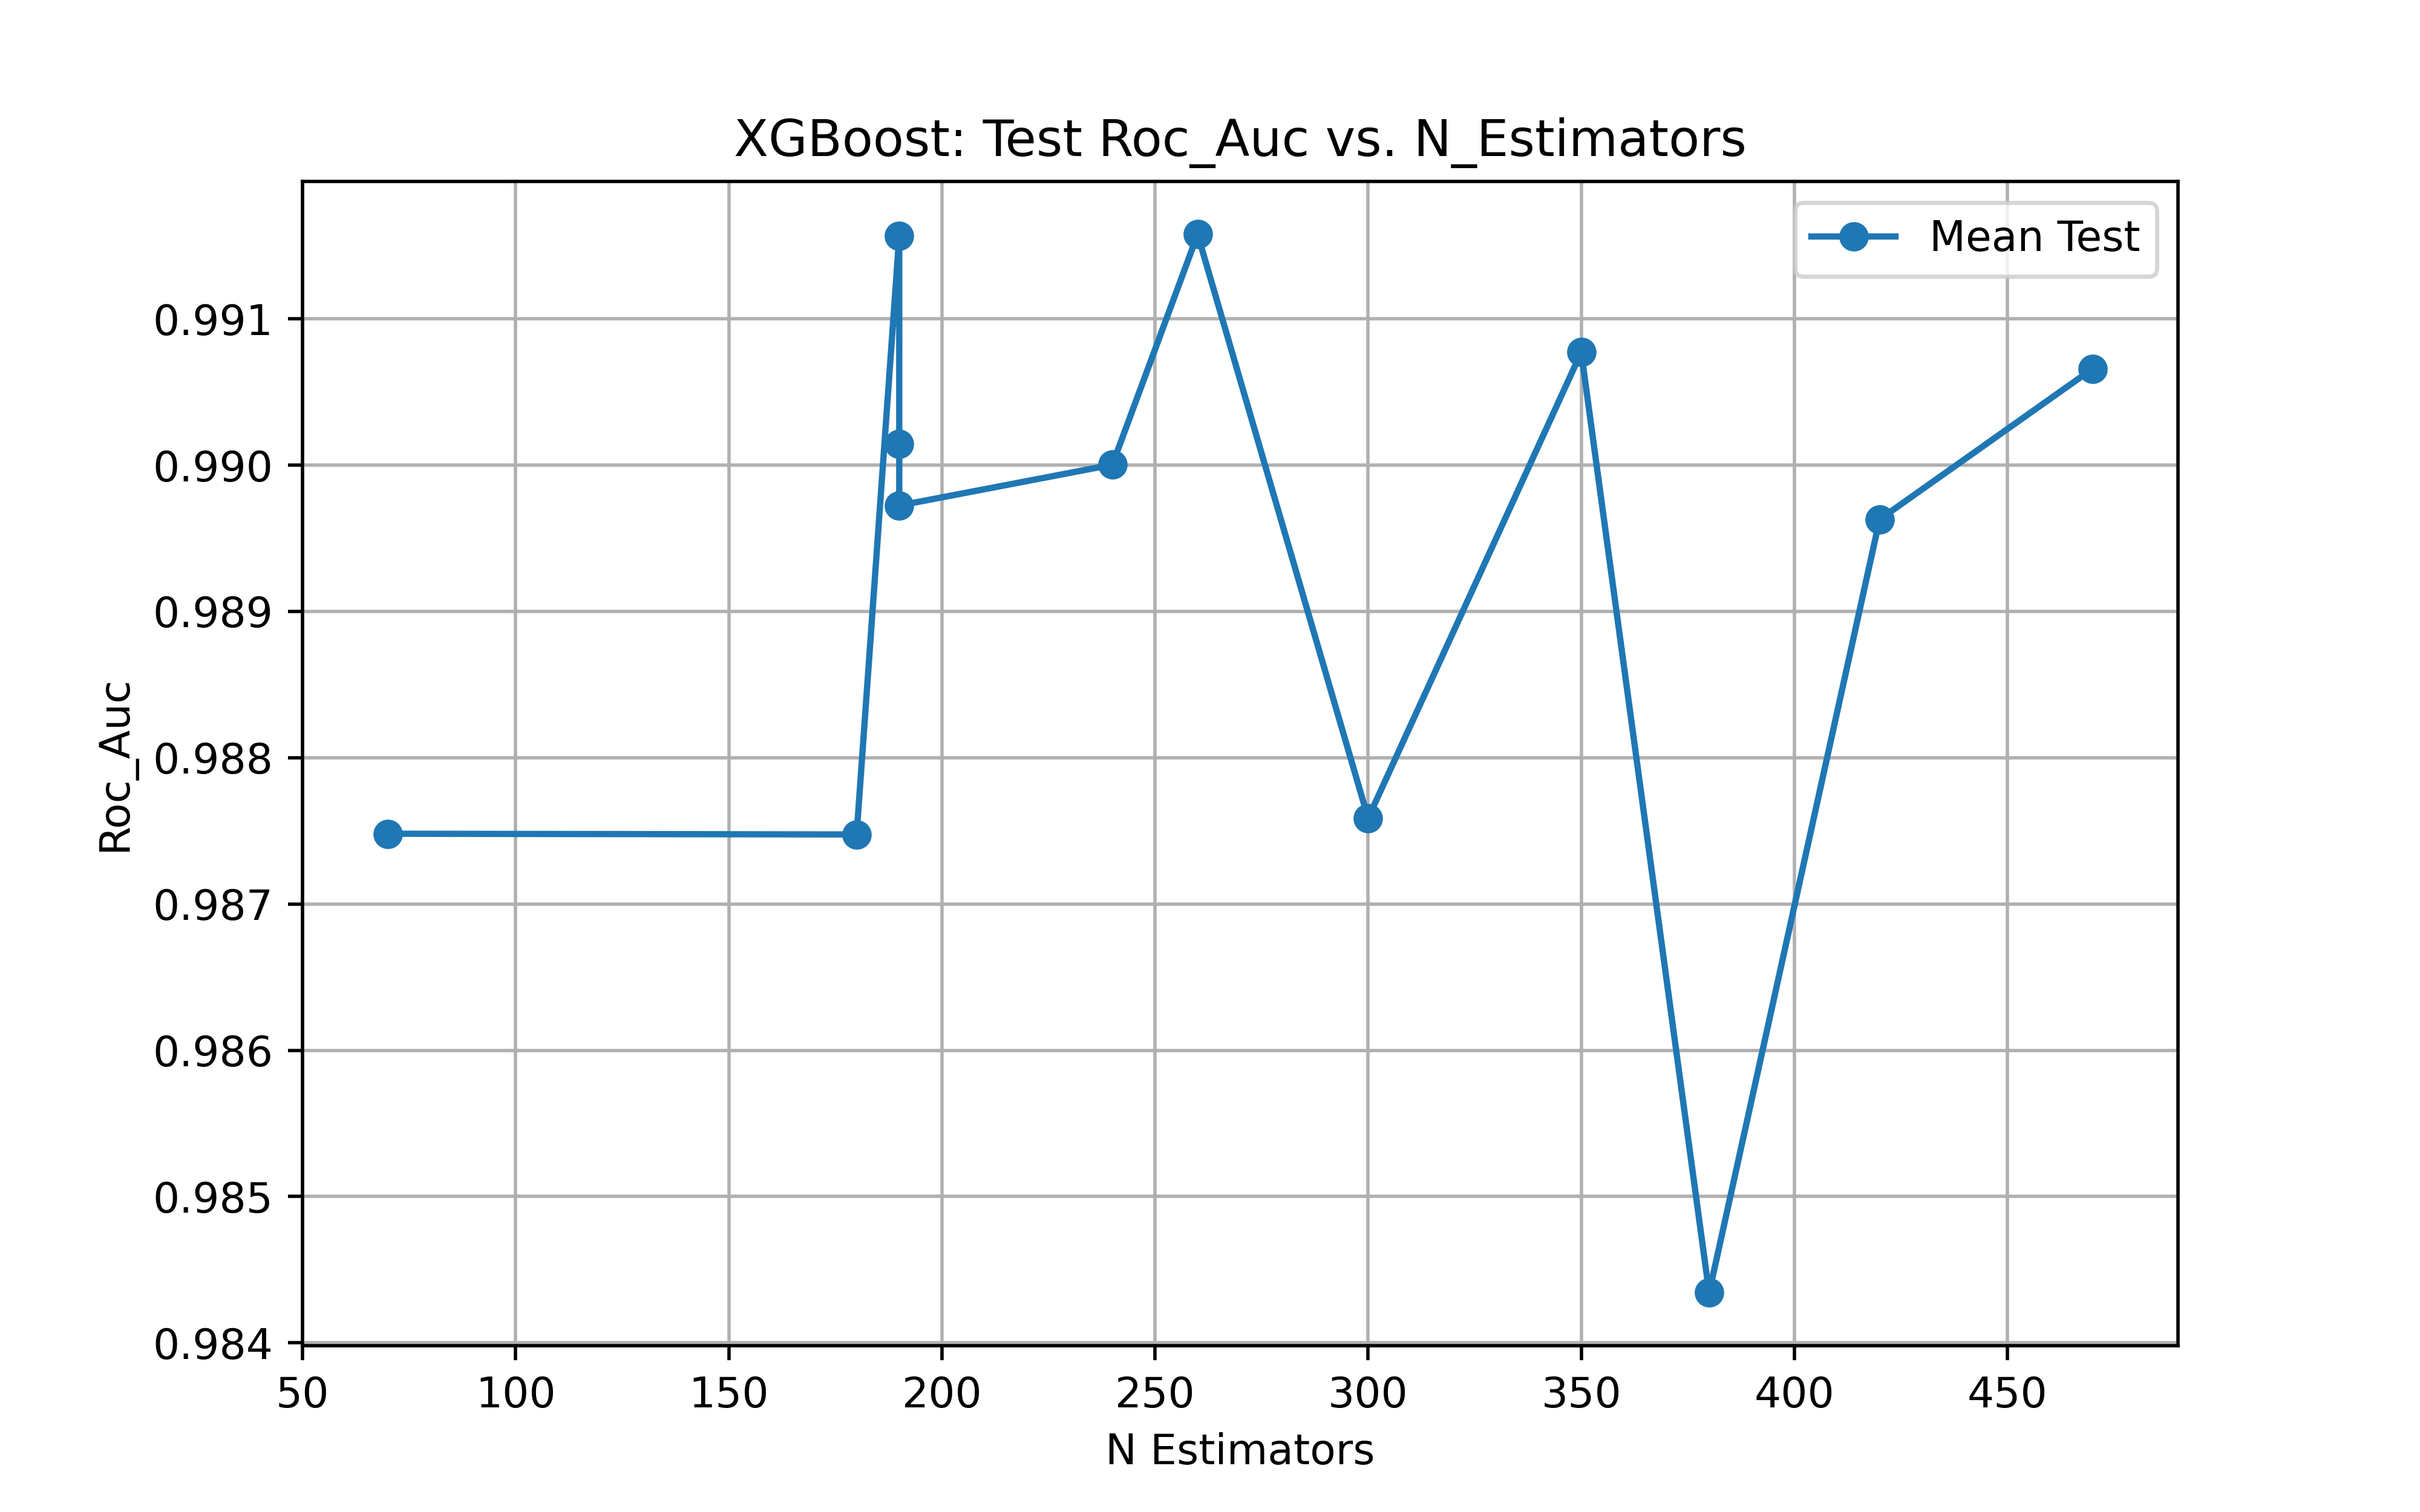 XGBoost: Test Roc_Auc vs. N_Estimators
Mean Test
0.991
0.990
0.989
0.988
0.987
0.986
0.985
0.984
Roc_Auc
50 100 150 200 250 300 350 400 450
N Estimators